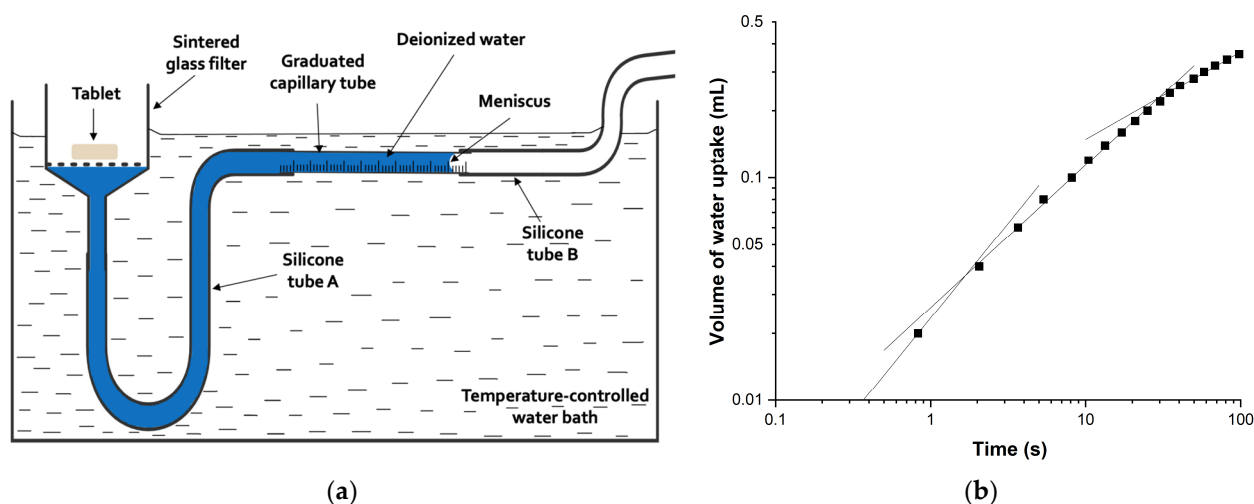 Sintered
glass filter
Tablet
Graduated
capillary tube
Deionized water
Meniscus
Silicone
tube B
Silicone
tube A
Temperature-controlled
water bath
(a)
Volume of water uptake (mL)
0.5
0.1
0.05
0.01
0.1
1
10
100
Time (s)
(b)